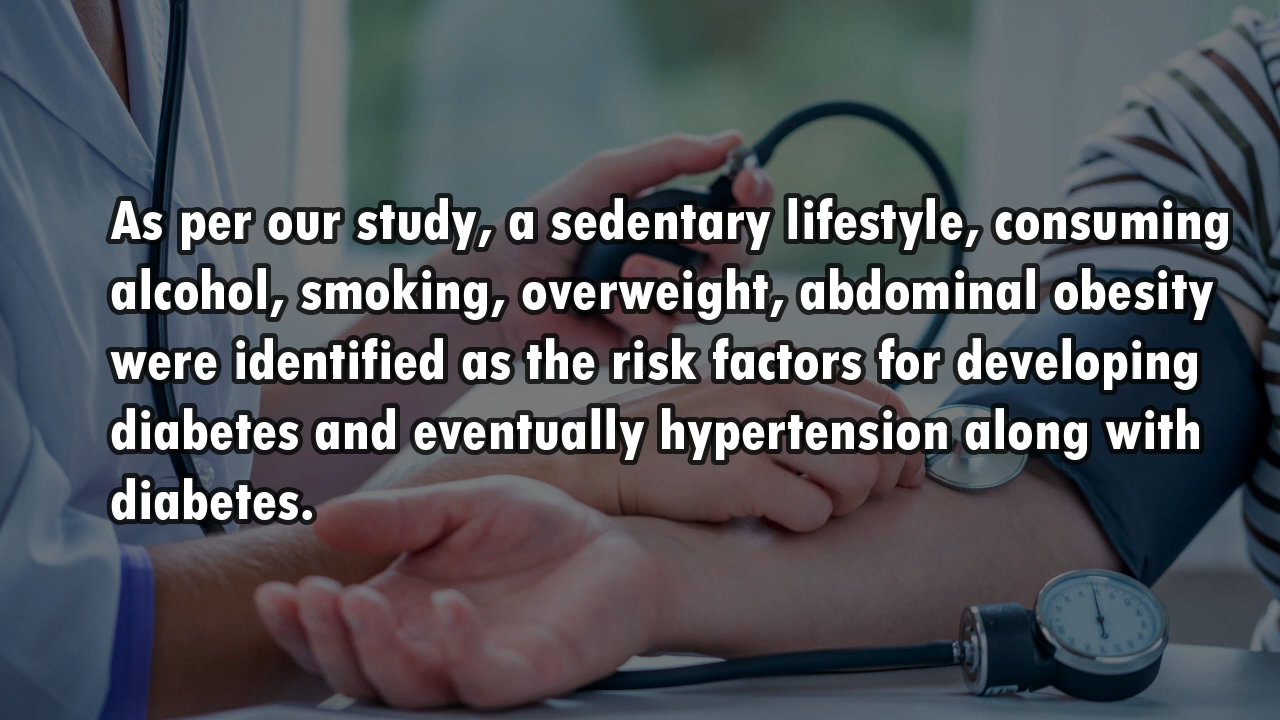 As per our study, a sedentary lifestyle, consuming
alcohol, smoking, overweight, abdominal obesity
were identified as the risk factors for developing
diabetes and eventually hypertension along with
diabetes.